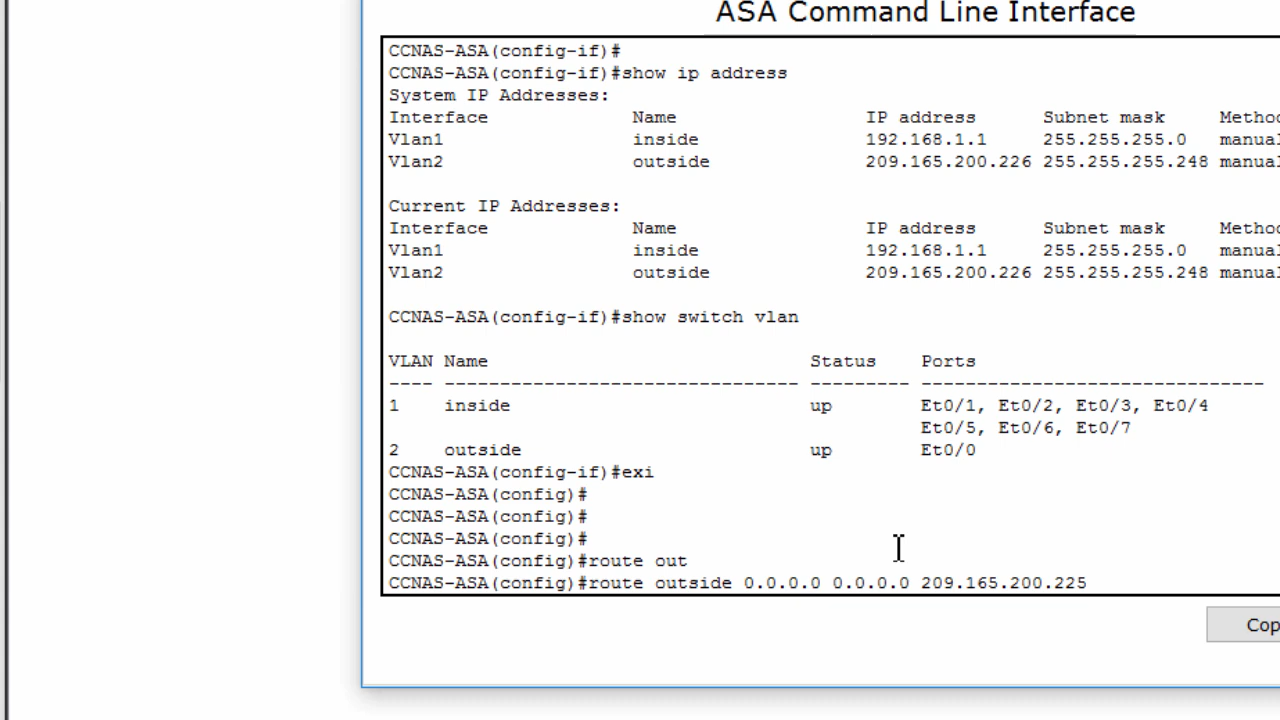 ASA Command Line Interface
CCNAS-ASA(config-if)#
CCNAS-ASA(config-if)#show ip address
System IP Addresses:
Interface Name IP address Subnet mask Metho
Vlan1 inside 192.168.1.1 255.255.255.0 manual
Vlan2 outside 209.165.200.226 255.255.255.248 manual

Current IP Addresses:
Interface Name IP address Subnet mask Metho
Vlan1 inside 192.168.1.1 255.255.255.0 manual
Vlan2 outside 209.165.200.226 255.255.255.248 manual

CCNAS-ASA(config-if)#show switch vlan

VLAN Name Status Ports
---- -------------------------------- --------- -------------------------------
1 inside up Et0/1, Et0/2, Et0/3, Et0/4
Et0/5, Et0/6, Et0/7
2 outside up Et0/0
CCNAS-ASA(config-if)#exi
CCNAS-ASA(config)#
CCNAS-ASA(config)#
CCNAS-ASA(config)#
CCNAS-ASA(config)#route out
CCNAS-ASA(config)#route outside 0.0.0.0 0.0.0.0 209.165.200.225
Cop